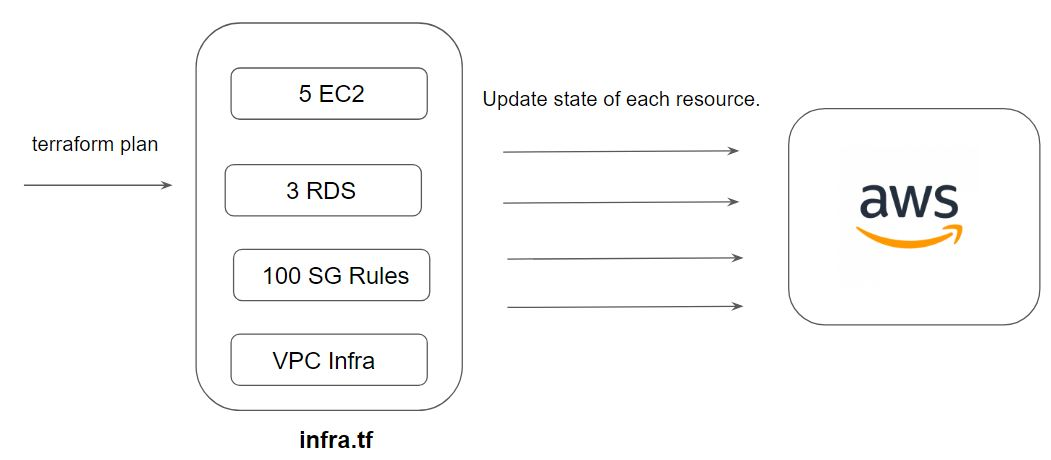 terraform plan
5 EC2
3 RDS
100 SG Rules
VPC Infra
infra.tf
Update state of each resource.
aws